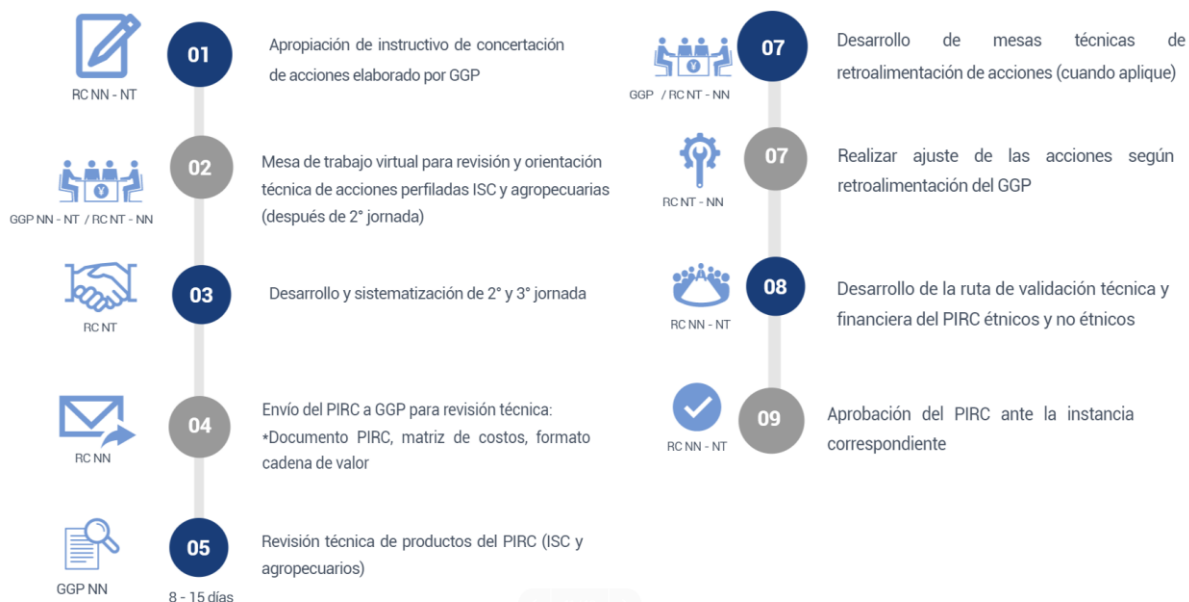 01
Apropiación de instructivo de concertación
de acciones elaborado por GGP
RC NN - NT
02
Mesa de trabajo virtual para revisión y orientación
técnica de acciones perfiladas ISC y agropecuarias
(después de 2° jornada)
GGP NN - NT / RC NT - NN
03
Desarrollo y sistematización de 2° y 3° jornada
RC NT
04
Envío del PIRC a GGP para revisión técnica:
*Documento PIRC, matriz de costos, formato
cadena de valor
RC NN
05
Revisión técnica de productos del PIRC (ISC y
agropecuarios)
GGP NN
8 - 15 días
07
Desarrollo de mesas técnicas de
retroalimentación de acciones (cuando aplique)
GGP / RC NT - NN
07
Realizar ajuste de las acciones según
retroalimentación del GGP
RC NT - NN
08
Desarrollo de la ruta de validación técnica y
financiera del PIRC étnicos y no étnicos
RC NN - NT
09
Aprobación del PIRC ante la instancia
correspondiente
RC NN - NT